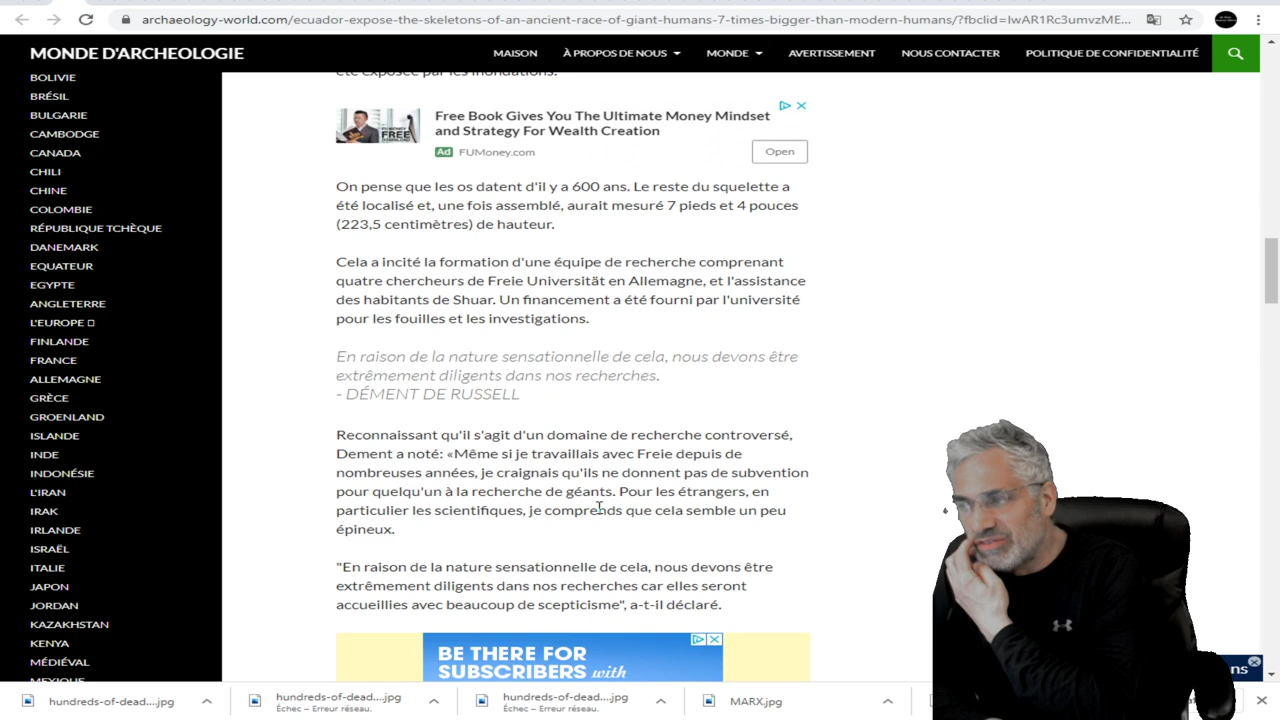 archaeology-world.com/ecuador-expose-the-skeletons-of-an-ancient-race-of-giant-humans-7-times-bigger-than-modern-humans/?fbclid=IwAR1Rc3umvzME...
MONDE D'ARCHEOLOGIE
MAISON
À PROPOS DE NOUS
MONDE
AVERTISSEMENT
NOUS CONTACTER
POLITIQUE DE CONFIDENTIALITÉ
BOLIVIE
BRÉSIL
BULGARIE
CAMBODGE
CANADA
CHILI
CHINE
COLOMBIE
RÉPUBLIQUE TCHÈQUE
DANEMARK
EQUATEUR
EGYPTE
ANGLETERRE
L'EUROPE
FINLANDE
FRANCE
ALLEMAGNE
GRÈCE
GROENLAND
ISLANDE
INDE
INDONÉSIE
L'IRAN
IRAK
IRLANDE
ISRAËL
ITALIE
JAPON
JORDAN
KAZAKHSTAN
KENYA
MÉDIÉVAL
MEXIQUE
été exposée par les inondations.
Free Book Gives You The Ultimate Money Mindset
and Strategy For Wealth Creation
Ad FUMoney.com
Open
On pense que les os datent d'il y a 600 ans. Le reste du squelette a
été localisé et, une fois assemblé, aurait mesuré 7 pieds et 4 pouces
(223,5 centimètres) de hauteur.
Cela a incité la formation d'une équipe de recherche comprenant
quatre chercheurs de Freie Universität en Allemagne, et l'assistance
des habitants de Shuar. Un financement a été fourni par l'université
pour les fouilles et les investigations.
En raison de la nature sensationnelle de cela, nous devons être
extrêmement diligents dans nos recherches.
- DÉMENT DE RUSSELL
Reconnaissant qu'il s'agit d'un domaine de recherche controversé,
Dement a noté: «Même si je travaillais avec Freie depuis de
nombreuses années, je craignais qu'ils ne donnent pas de subvention
pour quelqu'un à la recherche de géants. Pour les étrangers, en
particulier les scientifiques, je comprends que cela semble un peu
épineux.
"En raison de la nature sensationnelle de cela, nous devons être
extrêmement diligents dans nos recherches car elles seront
accueillies avec beaucoup de scepticisme", a-t-il déclaré.
BE THERE FOR
SUBSCRIBERS with
ns
hundreds-of-dead....jpg
hundreds-of-dead....jpg
Échec – Erreur réseau.
hundreds-of-dead....jpg
Échec – Erreur réseau.
MARX.jpg